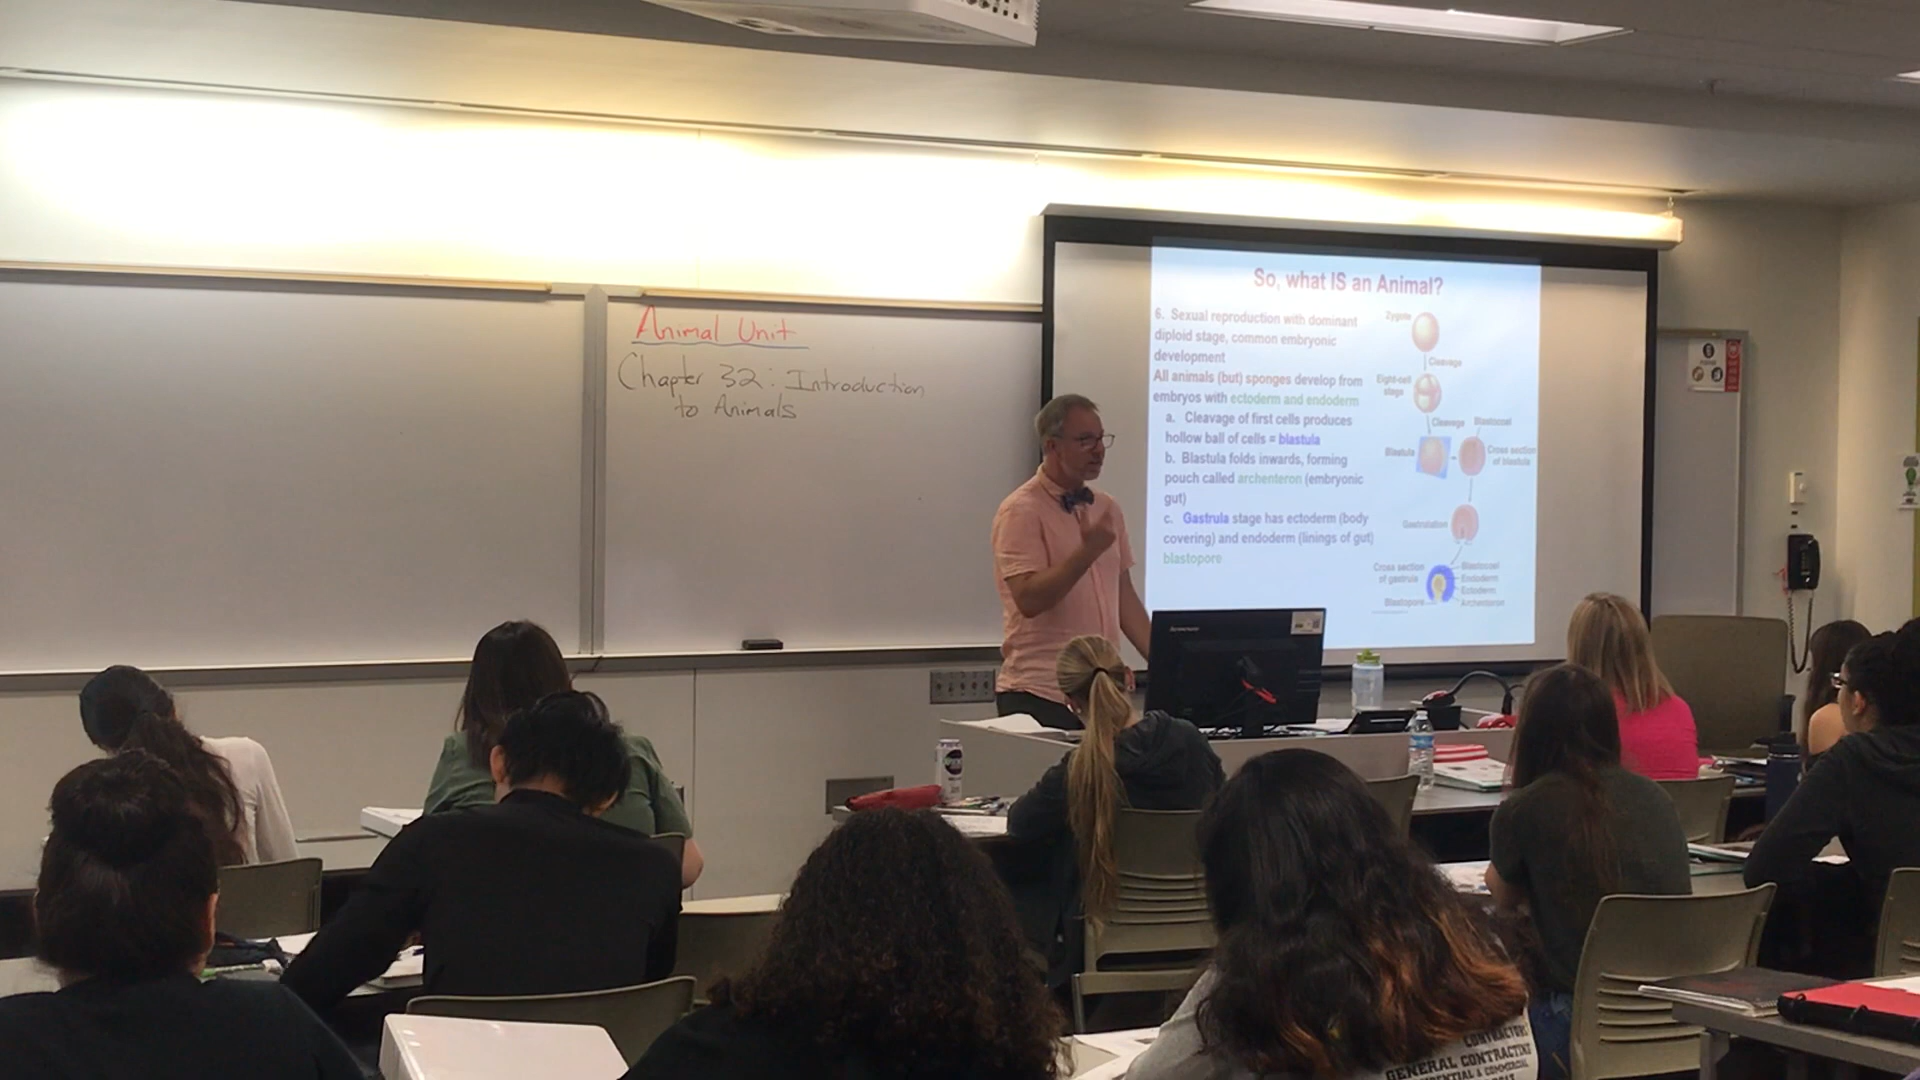 Animal Unit
Chapter 32: Introduction
to Animals
So, what IS an Animal?
6. Sexual reproduction with dominant
diploid stage, common embryonic
development
All animals (but) sponges develop from
embryos with ectoderm and endoderm
a. Cleavage of first cells produces
hollow ball of cells = blastula
b. Blastula folds inwards, forming
pouch called archenteron (embryonic
gut)
c. Gastrula stage has ectoderm (body
covering) and endoderm (linings of gut)
blastopore
Zygote
Cleavage
Eight-cell
stage
Cleavage
Blastocoel
Blastula
Cross section
of blastula
Gastrulation
Cross section
of gastrula
Blastocoel
Endoderm
Ectoderm
Archenteron
Blastopore
Lenovo
CONTRACTORS
GENERAL CONTRACTING
& COMMERCIAL